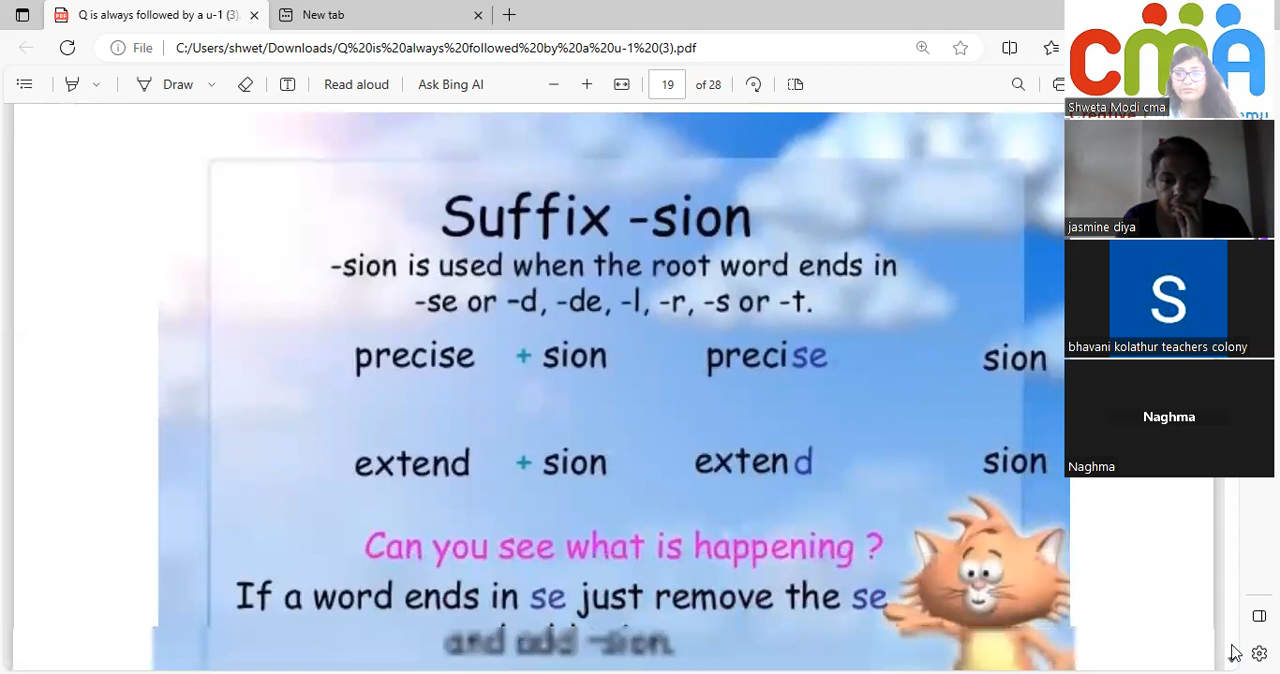 Q is always followed by a u-1 (3).
New tab
File
C:/Users/shwet/Downloads/Q%20is%20always%20followed%20by%20a%20u-1%20(3).pdf
Draw
Read aloud
Ask Bing AI
19
of 28
Suffix -sion
-sion is used when the root word ends in
-se or -d, -de, -l, -r, -s or -t.
precise + sion precise sion
extend + sion extend sion
Can you see what is happening ?
If a word ends in se just remove the se
and add -sion.
cmA
Shweta Modi cma
jasmine diya
S
bhavani kolathur teachers colony
Naghma
Naghma